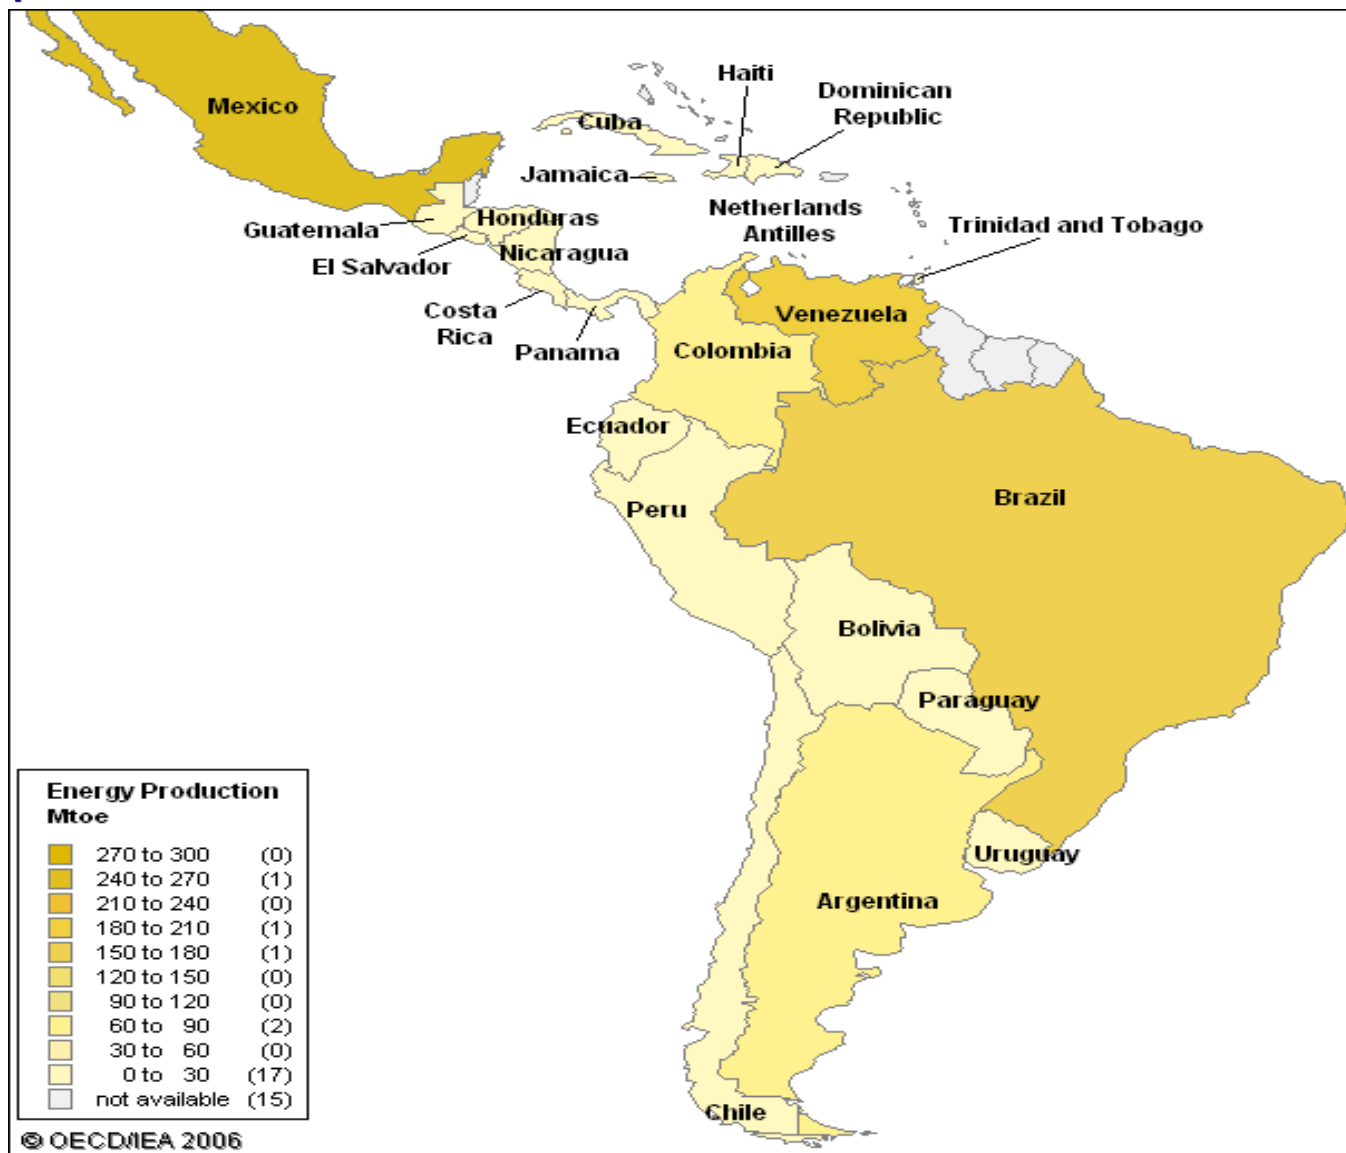 Haiti
Dominican
Republic
Mexico
Cuba
Jamaica
Netherlands
Antilles
Trinidad and Tobago
Guatemala
Honduras
El Salvador
Nicaragua
Costa
Rica
Panama
Venezuela
Colombia
Ecuador
Peru
Brazil
Bolivia
Paraguay
Uruguay
Argentina
Chile
Energy Production
Mtoe
270 to 300 (0)
240 to 270 (1)
210 to 240 (0)
180 to 210 (1)
150 to 180 (1)
120 to 150 (0)
90 to 120 (0)
60 to 90 (2)
30 to 60 (0)
0 to 30 (17)
not available (15)
© OECD/IEA 2006